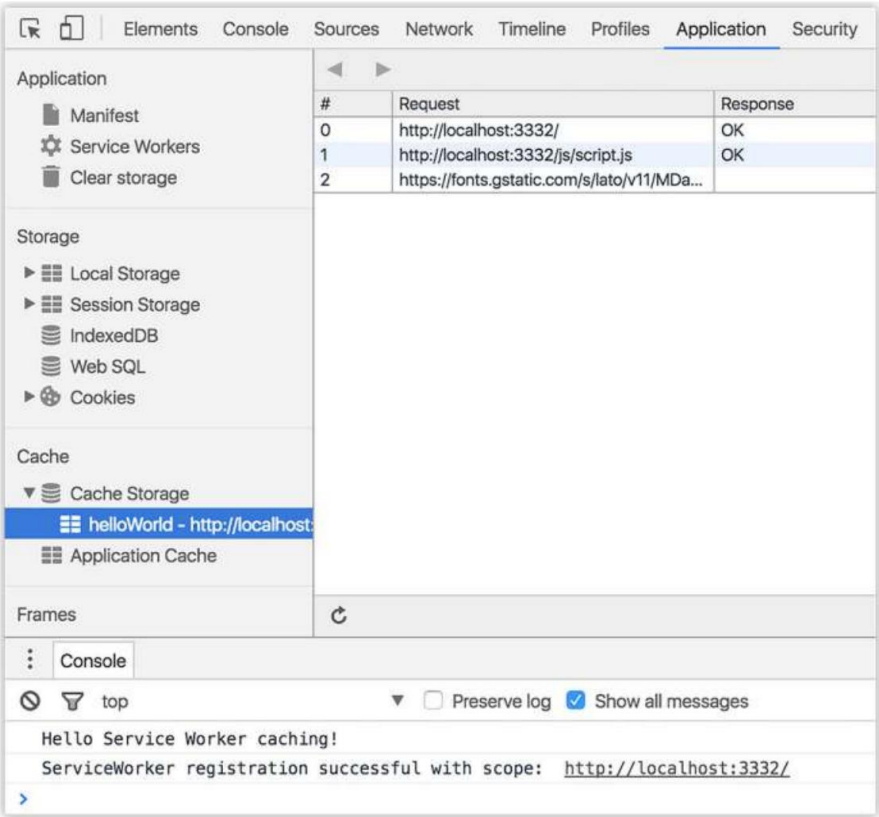 Elements Console Sources Network Timeline Profiles Application Security
Application
Manifest
Service Workers
Clear storage
Storage
Local Storage
Session Storage
IndexedDB
Web SQL
Cookies
Cache
Cache Storage
helloWorld - http://localhost:
Application Cache
Frames
# Request Response
0 http://localhost:3332/ OK
1 http://localhost:3332/js/script.js OK
2 https://fonts.gstatic.com/s/lato/v11/MDa...
Console
top Preserve log Show all messages
Hello Service Worker caching!
ServiceWorker registration successful with scope: http://localhost:3332/
>